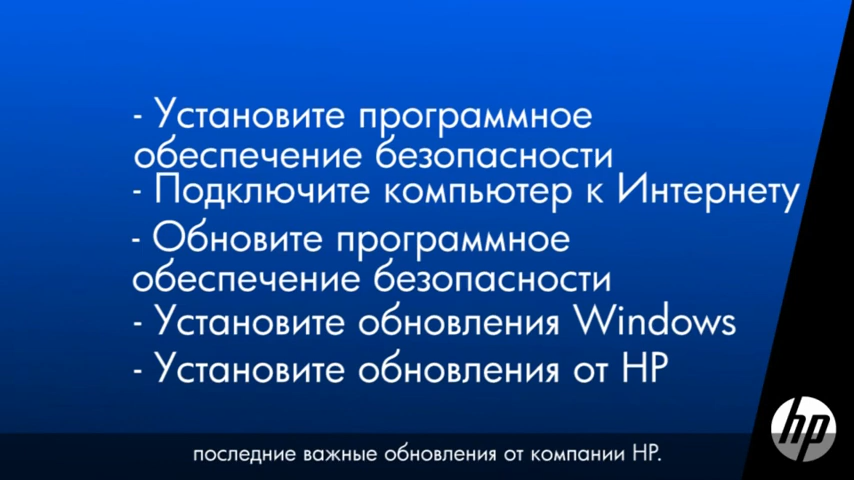 - Установите программное
обеспечение безопасности
- Подключите компьютер к Интернету
- Обновите программное
обеспечение безопасности
- Установите обновления Windows
- Установите обновления от HP
hp
последние важные обновления от компании HP.